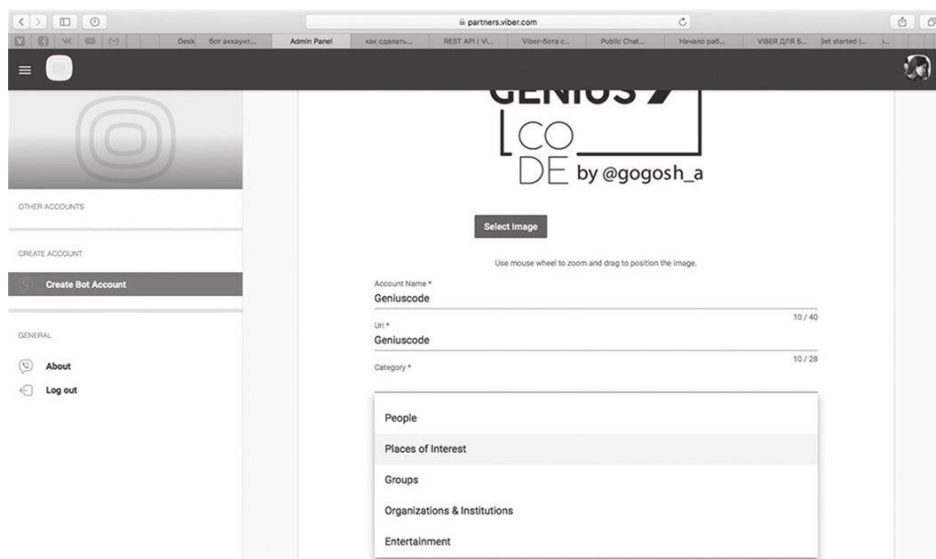 partners.viber.com
Desk бот аккаунт... Admin Panel как сделать... REST API | Vi... Viber-бота с... Public Chat... Начало раб... VIBER ДЛЯ Б... let started |...
GENIUS
CO
DE by @gogosh_a
Select Image
Use mouse wheel to zoom and drag to position the image.
OTHER ACCOUNTS
CREATE ACCOUNT
Create Bot Account
GENERAL
About
Log out
Account Name *
Geniuscode
10 / 40
Uri *
Geniuscode
10 / 28
Category *
People
Places of Interest
Groups
Organizations & Institutions
Entertainment